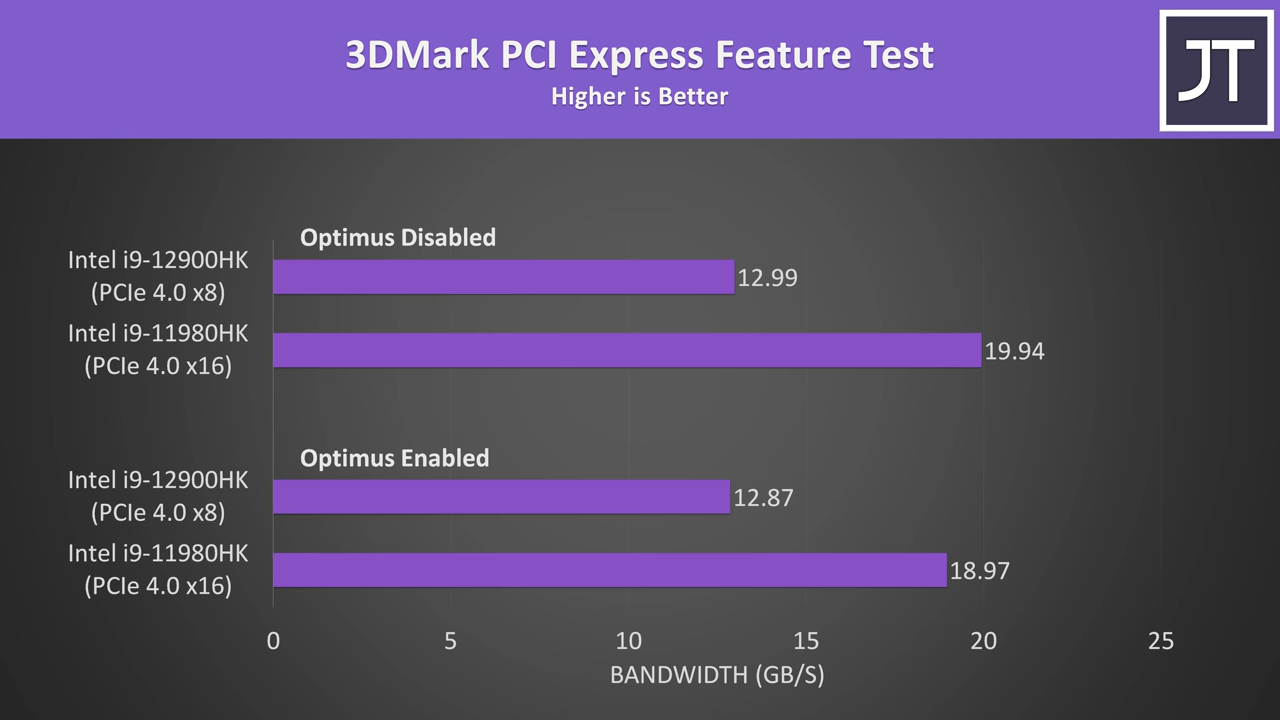 3DMark PCI Express Feature Test
Higher is Better
JT
Optimus Disabled
Intel i9-12900HK
(PCIe 4.0 x8)
12.99
Intel i9-11980HK
(PCIe 4.0 x16)
19.94
Optimus Enabled
Intel i9-12900HK
(PCIe 4.0 x8)
12.87
Intel i9-11980HK
(PCIe 4.0 x16)
18.97
0 5 10 15 20 25
BANDWIDTH (GB/S)